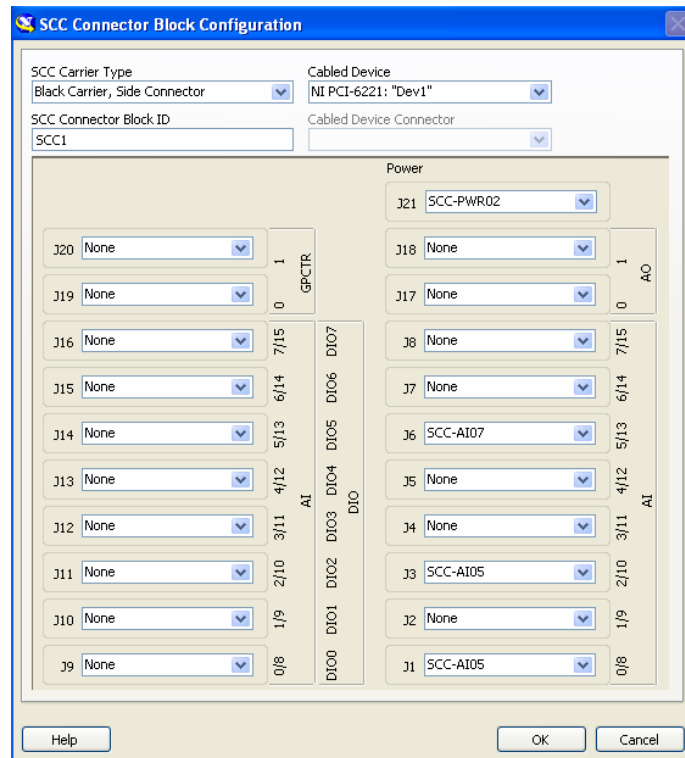 SCC Connector Block Configuration
SCC Carrier Type
Cabled Device
Black Carrier, Side Connector
NI PCI-6221: "Dev1"
SCC Connector Block ID
Cabled Device Connector
SCC1
Power
J21 SCC-PWR02
J20 None
1
J18 None
1
GPCTR
AO
J19 None
0
J17 None
0
J16 None
7/15
DIO7
J8 None
7/15
J15 None
6/14
DIO6
J7 None
6/14
J14 None
5/13
DIO5
J6 SCC-AI07
5/13
J13 None
4/12
DIO4
J5 None
4/12
AI
DIO
AI
J12 None
3/11
DIO3
J4 None
3/11
J11 None
2/10
DIO2
J3 SCC-AI05
2/10
J10 None
1/9
DIO1
J2 None
1/9
J9 None
0/8
DIO0
J1 SCC-AI05
0/8
Help
OK
Cancel